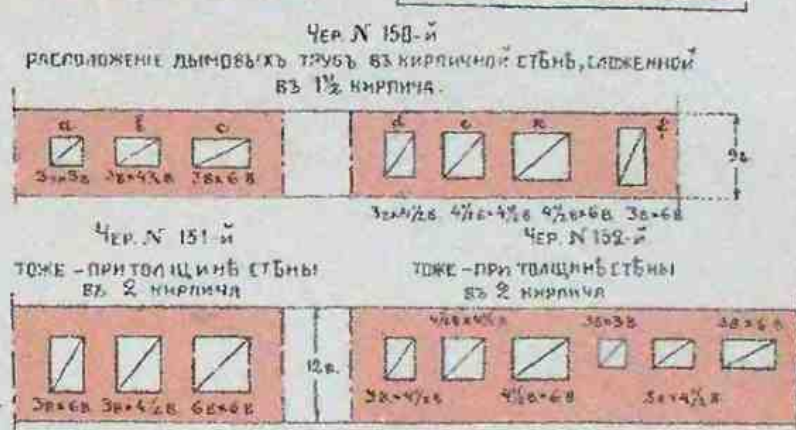 Чер. N 150-й
расположенiе дымовыхъ трубъ въ кирпичной стѣнѣ, сложенной
въ 1½ кирпича.
a b c d e k f
3в×3в 3в×4½в 3в×6в 9в.
3в×4½в 4½в×4½в 4½в×6в 3в×6в
Чер. N 151-й Чер. N 152-й
тоже - при толщинѣ стѣны тоже - при толщинѣ стѣны
въ 2 кирпича въ 2 кирпича
4½в×4½в 3в×3в 3в×6в
12в.
3в×6в 3в×4½в 6в×6в 3в×4½в 4½в×6в 3в×4½в